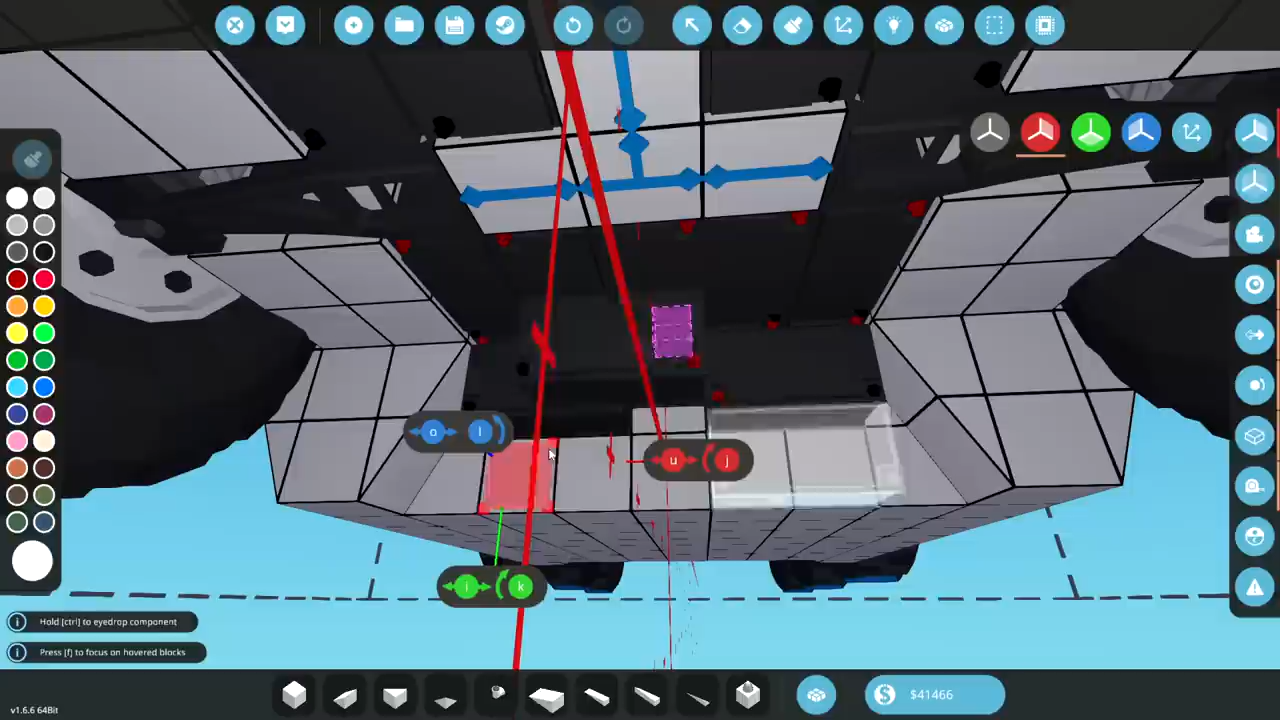 o l
u j
i k
Hold [ctrl] to eyedrop component
Press [f] to focus on hovered blocks
$41466
v1.6.6 64Bit